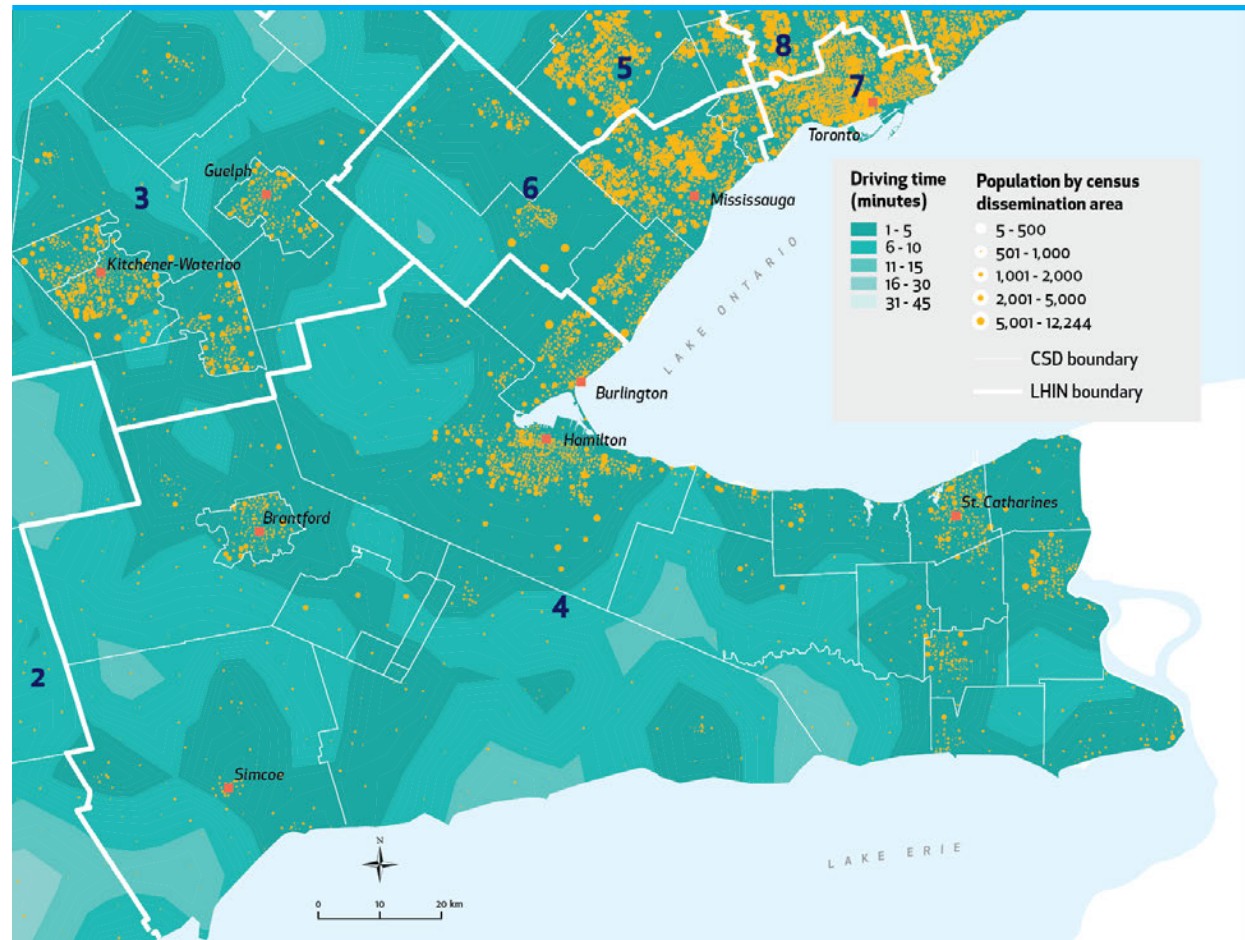 8
5
7
Toronto
Guelph
3
6
Mississauga
Kitchener-Waterloo
LAKE ONTARIO
Burlington
Hamilton
St. Catharines
Brantford
4
2
Simcoe
LAKE ERIE
N
0 10 20 km
Driving time
(minutes)
1 - 5
6 - 10
11 - 15
16 - 30
31 - 45
Population by census
dissemination area
5 - 500
501 - 1,000
1,001 - 2,000
2,001 - 5,000
5,001 - 12,244
CSD boundary
LHIN boundary